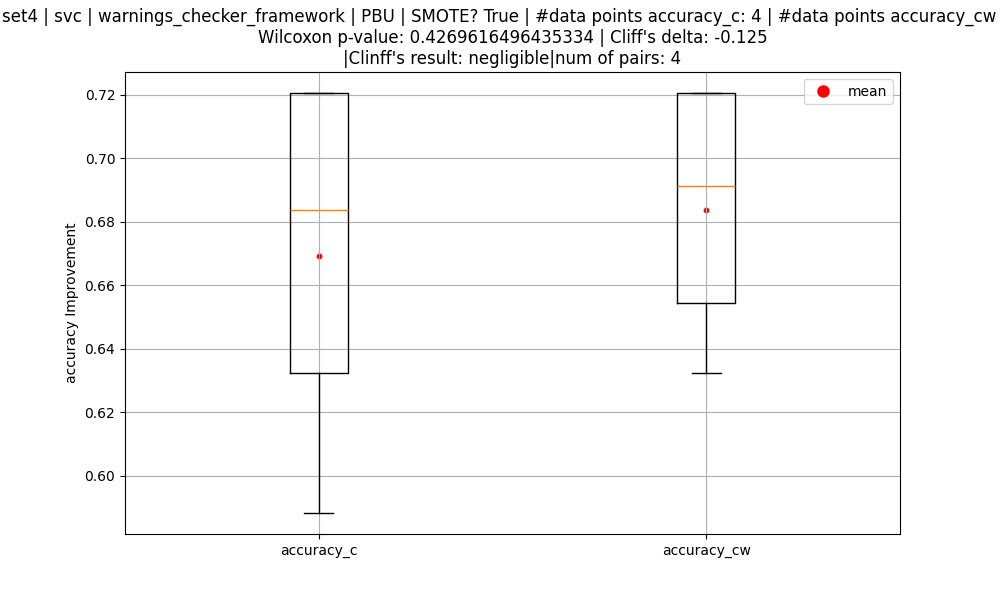 set4 | svc | warnings_checker_framework | PBU | SMOTE? True | #data points accuracy_c: 4 | #data points accuracy_cw
Wilcoxon p-value: 0.4269616496435334 | Cliff's delta: -0.125
|Clinff's result: negligible|num of pairs: 4
mean
0.72
0.70
0.68
0.66
0.64
0.62
0.60
accuracy Improvement
accuracy_c
accuracy_cw